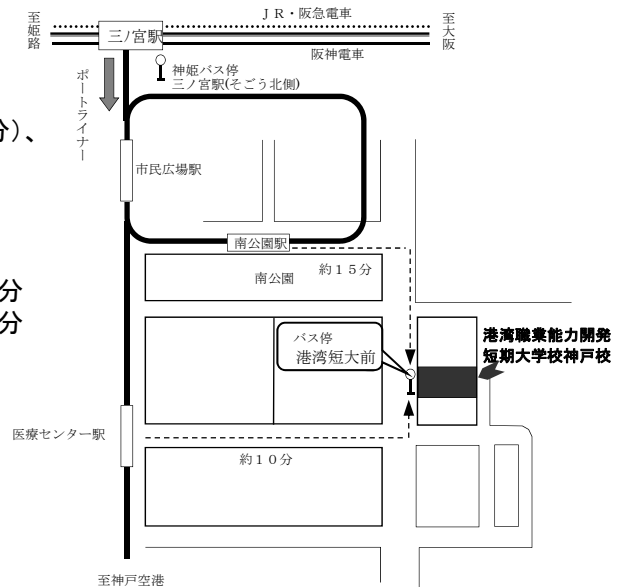 至姫路
ＪＲ・阪急電車
至大阪
三ノ宮駅
阪神電車
神姫バス停
三ノ宮駅(そごう北側)
ポートライナー
分)、
市民広場駅
南公園駅
約１５分
南公園
分
分
バス停
港湾短大前
港湾職業能力開発
短期大学校神戸校
医療センター駅
約１０分
至神戸空港